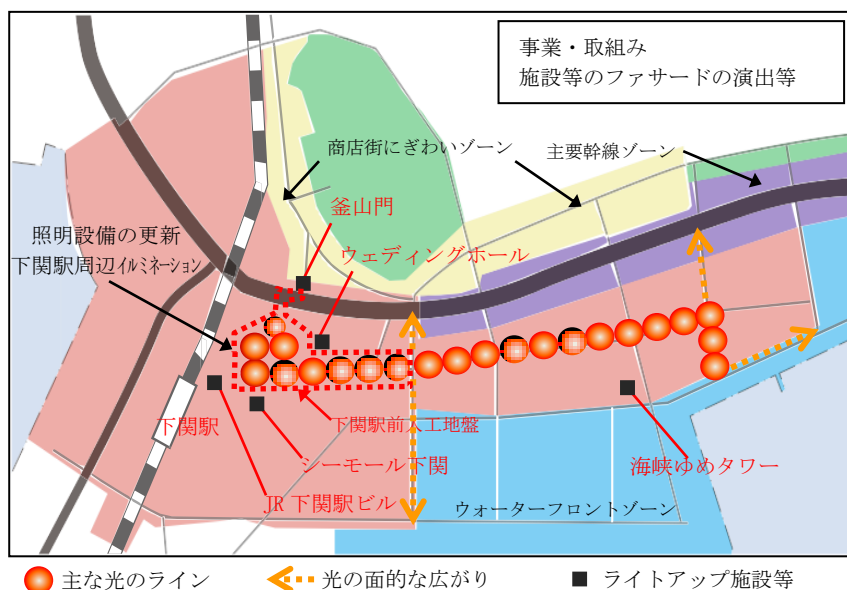 事業・取組み
施設等のファサードの演出等
商店街にぎわいゾーン
主要幹線ゾーン
釜山門
照明設備の更新
下関駅周辺イルミネーション
ウェディングホール
下関駅
下関駅前人工地盤
シーモール下関
海峡ゆめタワー
JR下関駅ビル
ウォーターフロントゾーン
主な光のライン
光の面的な広がり
ライトアップ施設等